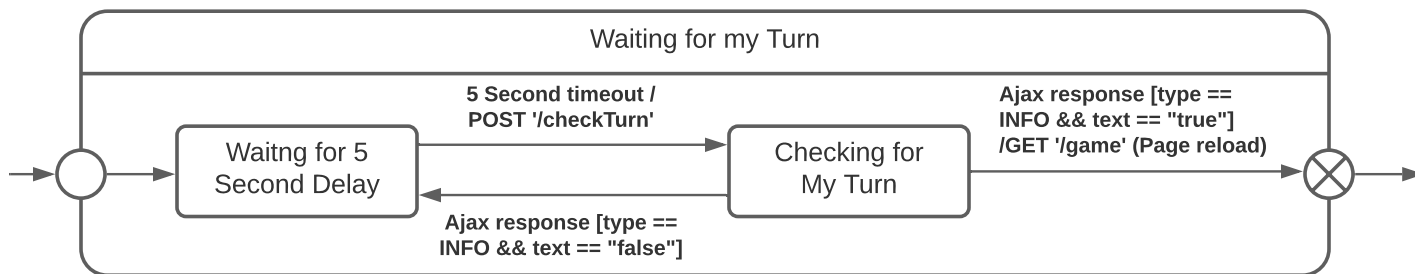 Waiting for my Turn
5 Second timeout /
POST '/checkTurn'
Ajax response [type ==
INFO && text == "true"]
/GET '/game' (Page reload)
Waitng for 5
Second Delay
Checking for
My Turn
Ajax response [type ==
INFO && text == "false"]